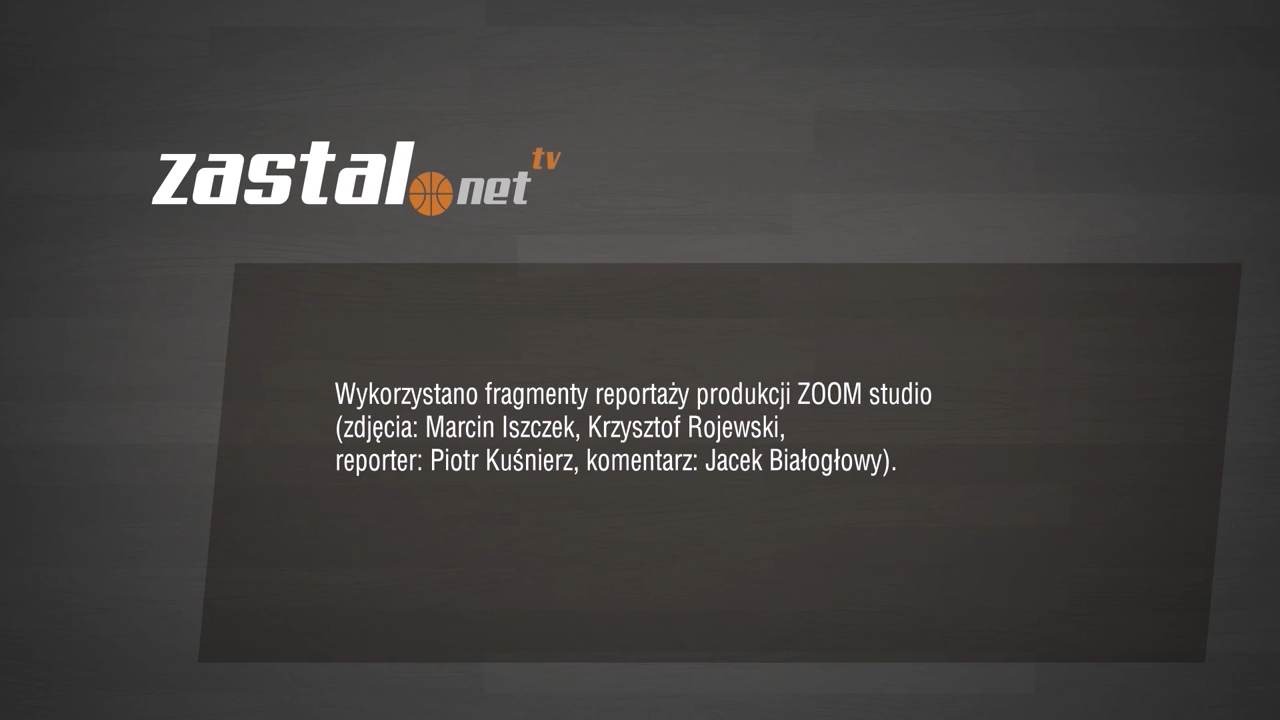 zastal.net tv
Wykorzystano fragmenty reportaży produkcji ZOOM studio
(zdjęcia: Marcin Iszczek, Krzysztof Rojewski,
reporter: Piotr Kuśnierz, komentarz: Jacek Białogłowy).